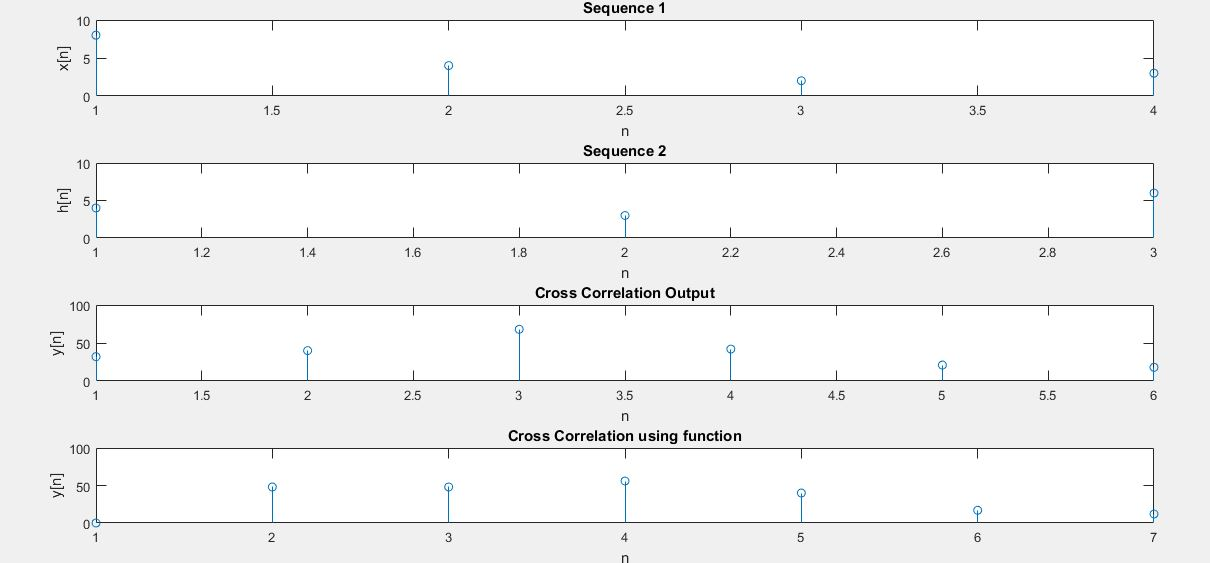 Sequence 1
10
5
0
x[n]
1 1.5 2 2.5 3 3.5 4
n
Sequence 2
10
5
0
h[n]
1 1.2 1.4 1.6 1.8 2 2.2 2.4 2.6 2.8 3
n
Cross Correlation Output
100
50
0
y[n]
1 1.5 2 2.5 3 3.5 4 4.5 5 5.5 6
n
Cross Correlation using function
100
50
0
y[n]
1 2 3 4 5 6 7
n